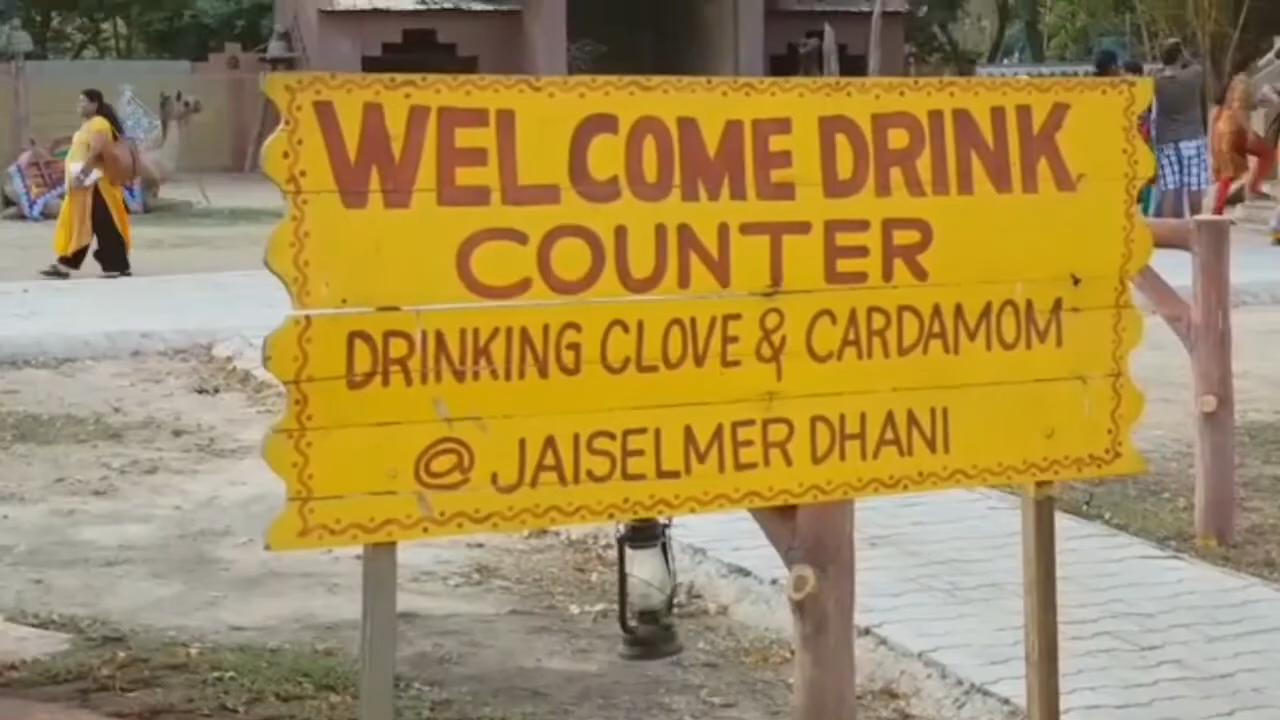 WELCOME DRINK
COUNTER
DRINKING CLOVE & CARDAMOM
@ JAISELMER DHANI